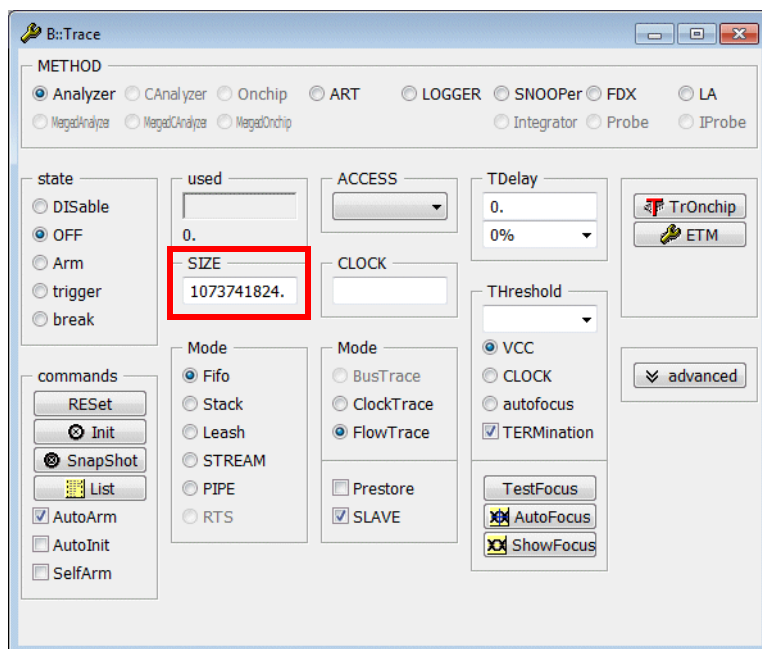 B::Trace
METHOD
Analyzer CAnalyzer Onchip ART LOGGER SNOOPer FDX LA
MergedAnalyzer MergedCAnalyzer MergedOnchip Integrator Probe IProbe
state
DISable
OFF
Arm
trigger
break
used
0.
SIZE
1073741824.
ACCESS
CLOCK
TDelay
0.
0%
TrOnchip
ETM
THreshold
VCC
CLOCK
autofocus
TERMination
advanced
commands
RESet
Init
SnapShot
List
AutoArm
AutoInit
SelfArm
Mode
Fifo
Stack
Leash
STREAM
PIPE
RTS
Mode
BusTrace
ClockTrace
FlowTrace
Prestore
SLAVE
TestFocus
AutoFocus
ShowFocus